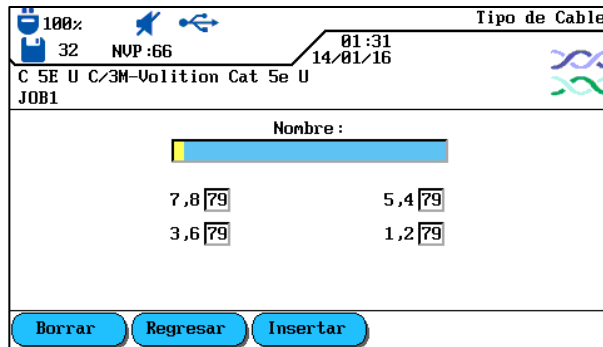 100% Tipo de Cable
32 NVP:66 01:31
14/01/16
C 5E U C/3M-Volition Cat 5e U
JOB1
Nombre:
7,8 79 5,4 79
3,6 79 1,2 79
Borrar Regresar Insertar